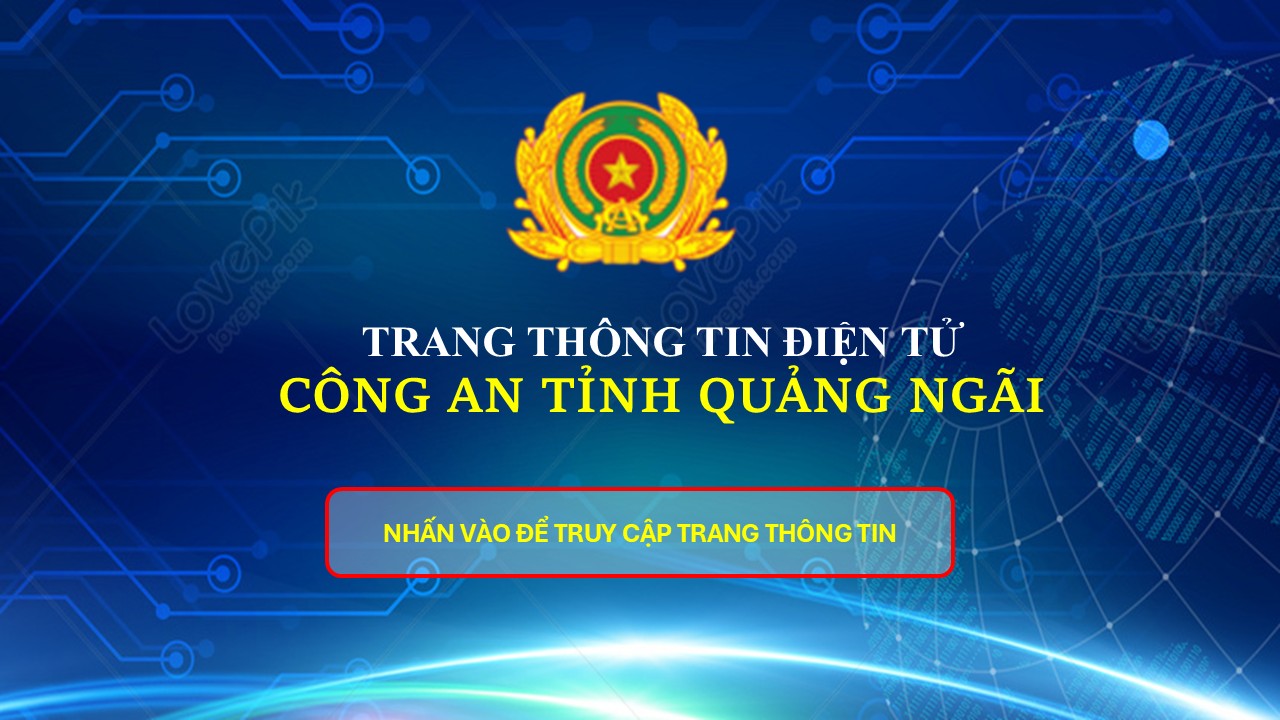 TRANG THÔNG TIN ĐIỆN TỬ
CÔNG AN TỈNH QUẢNG NGÃI
NHẤN VÀO ĐỂ TRUY CẬP TRANG THÔNG TIN
Lovepik
lovepik.com
Lovepik
lovepik.com